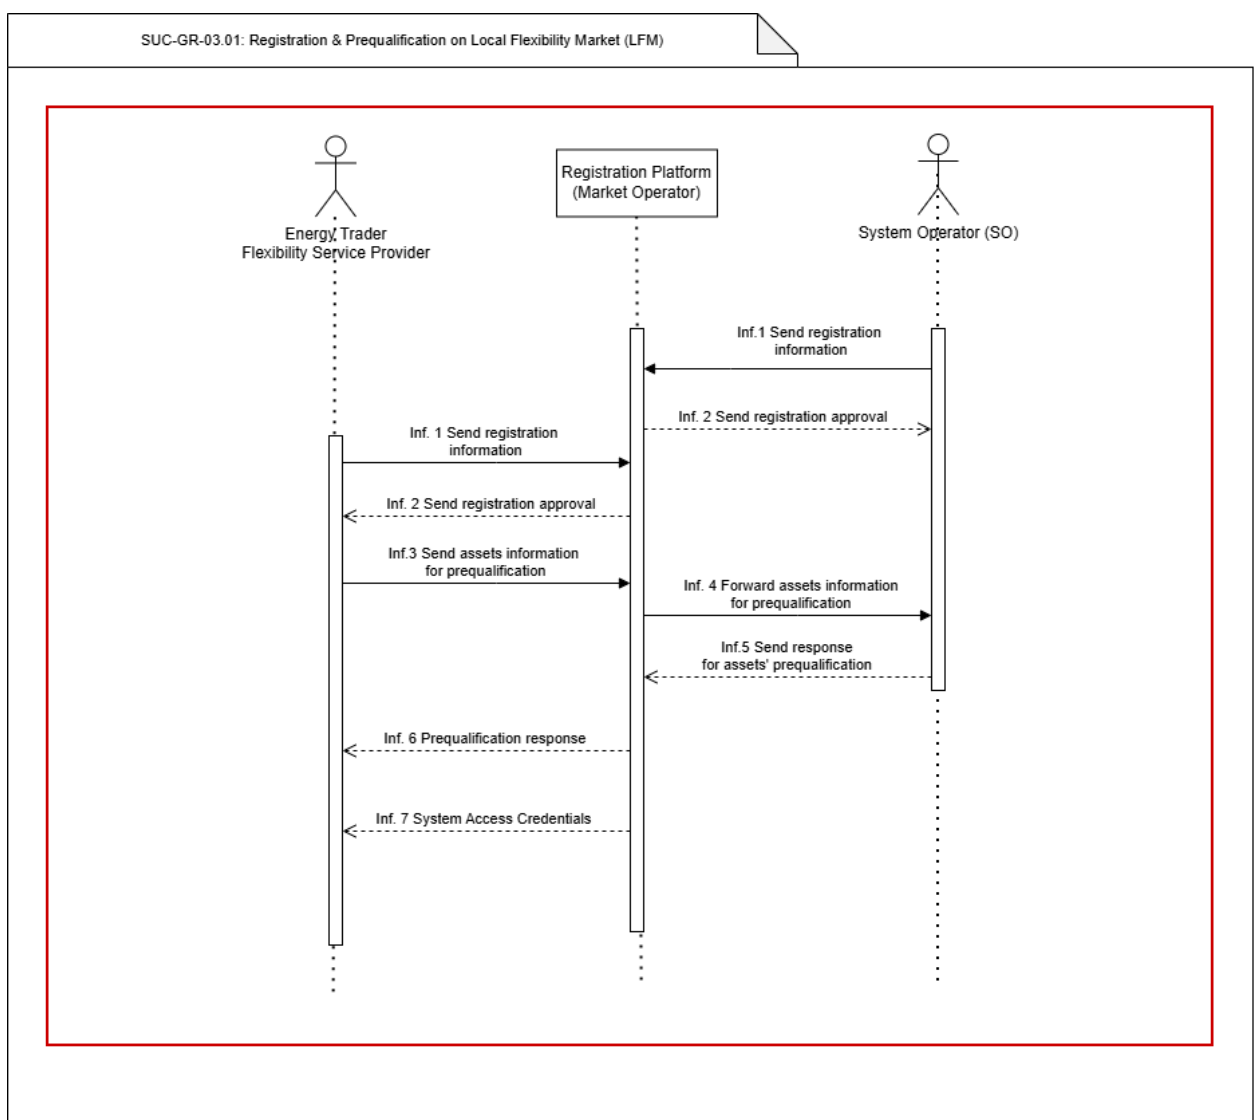 SUC-GR-03.01: Registration & Prequalification on Local Flexibility Market (LFM)
Registration Platform
(Market Operator)
Energy Trader
Flexibility Service Provider
System Operator (SO)
Inf.1 Send registration
information
Inf. 2 Send registration approval
Inf. 1 Send registration
information
Inf. 2 Send registration approval
Inf.3 Send assets information
for prequalification
Inf. 4 Forward assets information
for prequalification
Inf.5 Send response
for assets' prequalification
Inf. 6 Prequalification response
Inf. 7 System Access Credentials